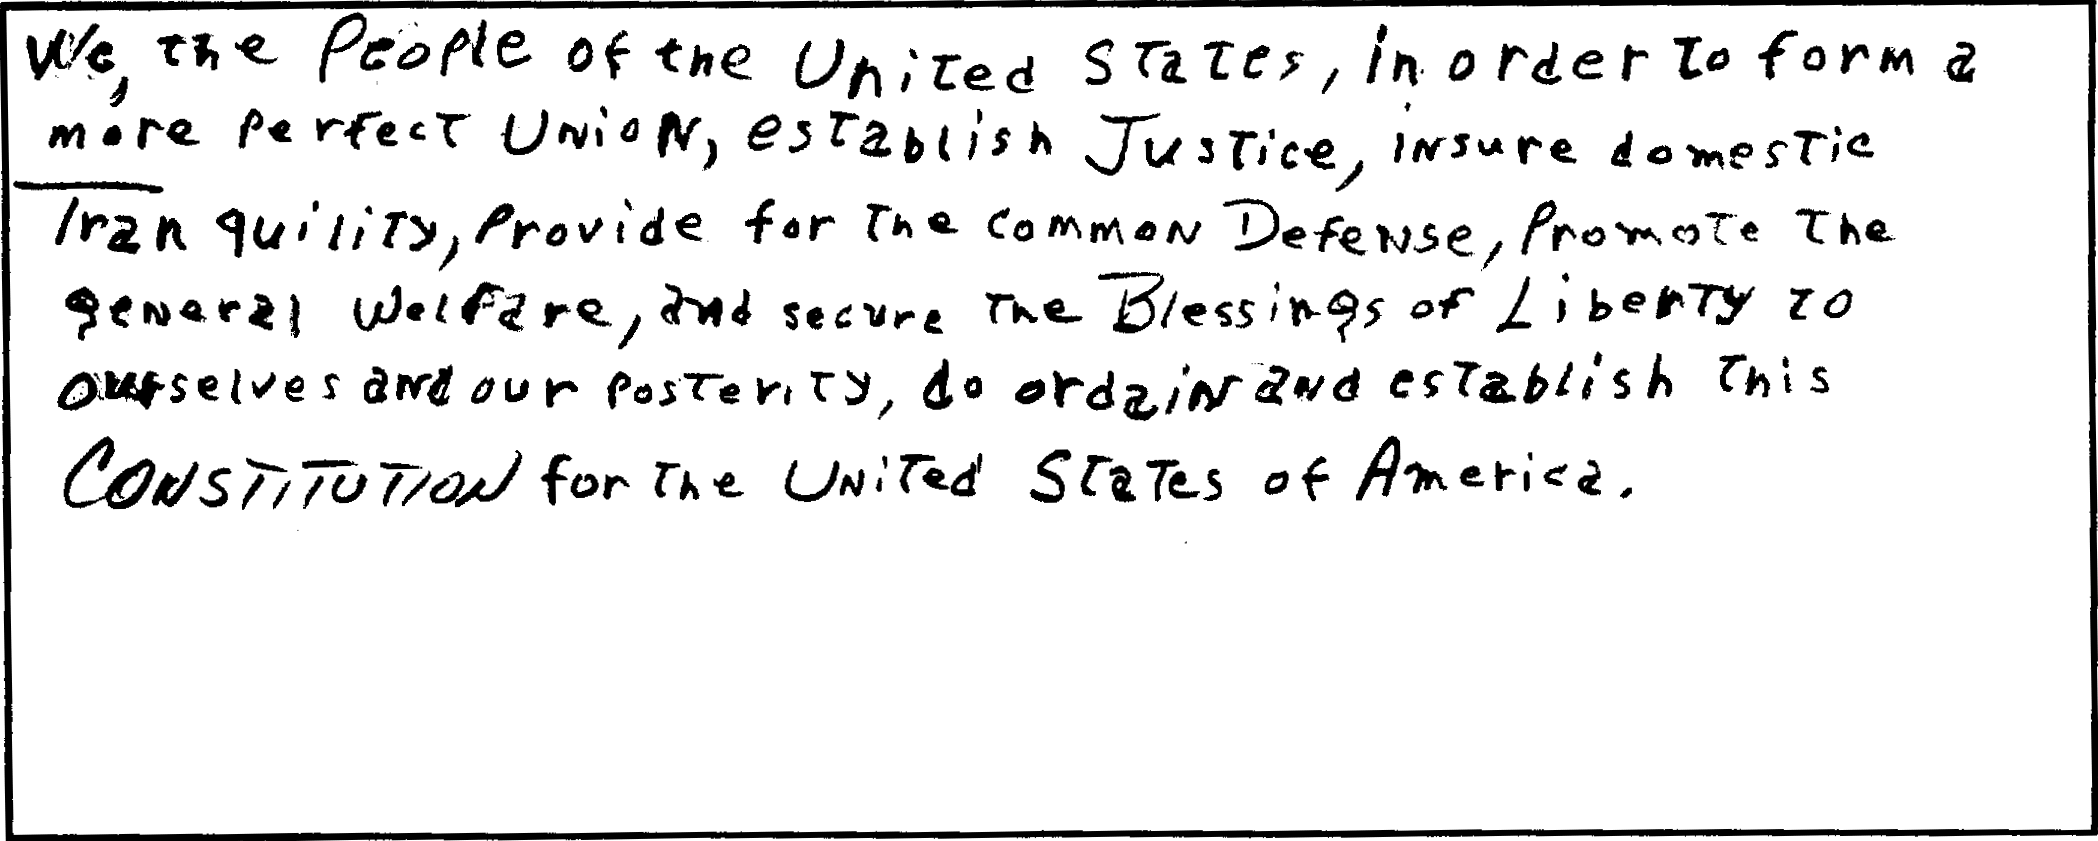 We, the People of the United States, in order to form a
more perfect Union, establish Justice, insure domestic
Tranquility, provide for the common Defense, promote the
general welfare, and secure the Blessings of Liberty to
ourselves and our posterity, do ordain and establish this
CONSTITUTION for the United States of America.